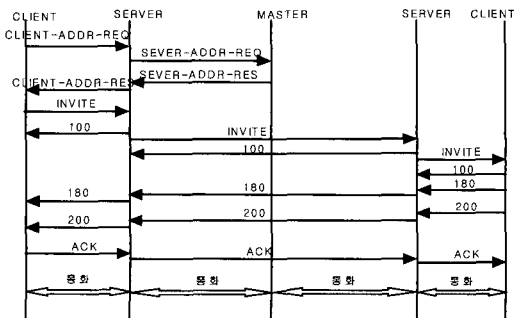 CLIENT SERVER MASTER SERVER CLIENT
CLIENT-ADDR-REQ
SEVER-ADDR-REQ
SEVER-ADDR-RES
CLIENT-ADDR-RES
INVITE
100
INVITE
100
INVITE
100
180
180
180
200
200
200
ACK
ACK
ACK
통화 통화 통화 통화